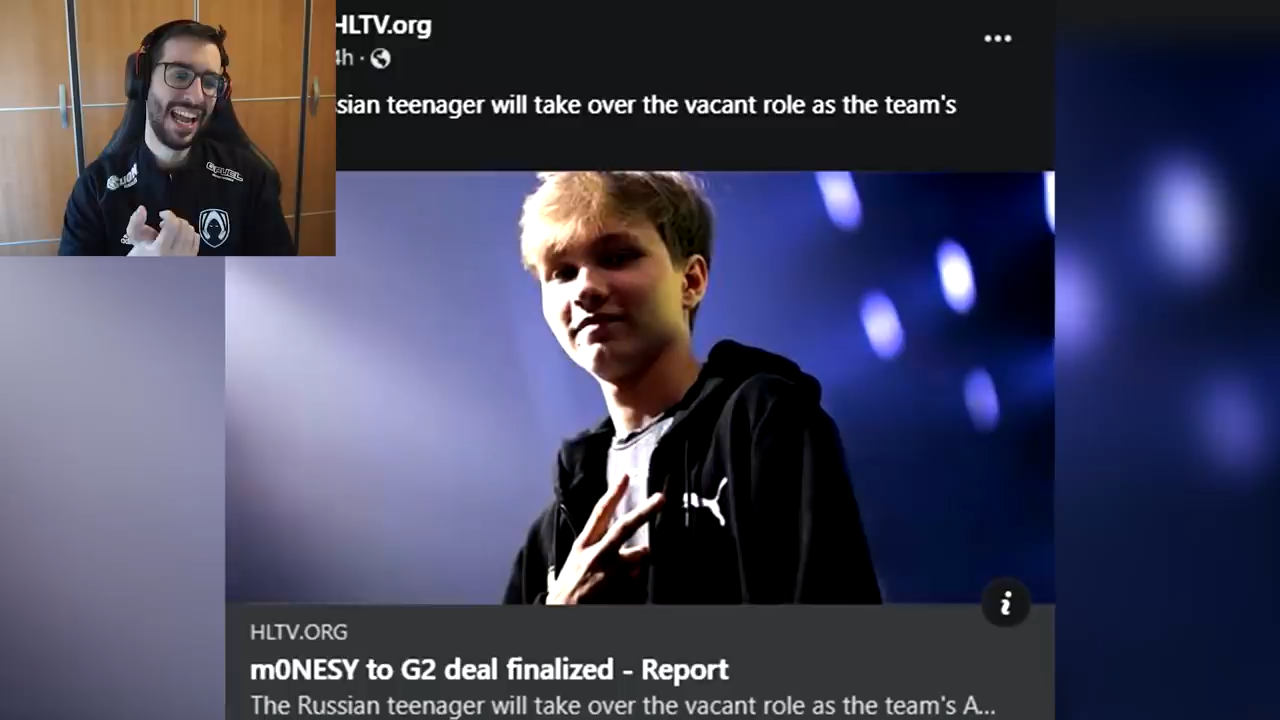 HLTV.org
4h
sian teenager will take over the vacant role as the team's
G FUEL
HLTV.ORG
m0NESY to G2 deal finalized - Report
The Russian teenager will take over the vacant role as the team's A...